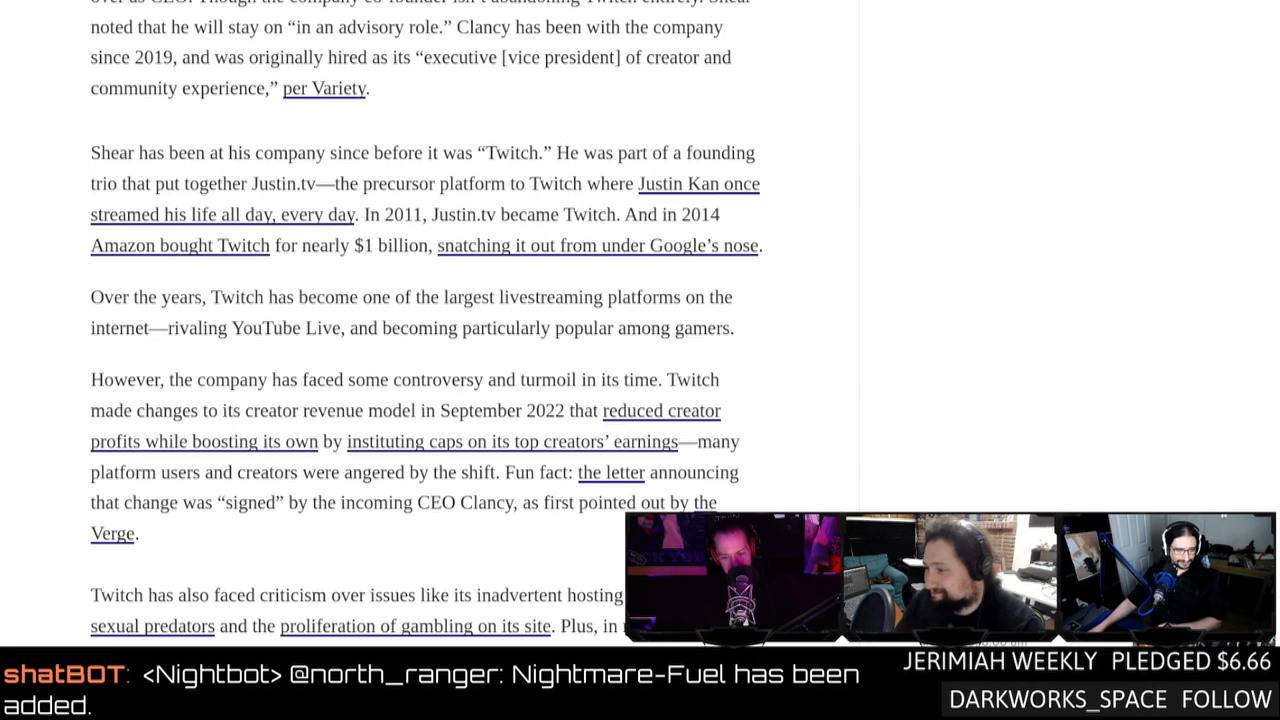 noted that he will stay on “in an advisory role.” Clancy has been with the company
since 2019, and was originally hired as its “executive [vice president] of creator and
community experience,” per Variety.
Shear has been at his company since before it was “Twitch.” He was part of a founding
trio that put together Justin.tv—the precursor platform to Twitch where Justin Kan once
streamed his life all day, every day. In 2011, Justin.tv became Twitch. And in 2014
Amazon bought Twitch for nearly $1 billion, snatching it out from under Google’s nose.
Over the years, Twitch has become one of the largest livestreaming platforms on the
internet—rivaling YouTube Live, and becoming particularly popular among gamers.
However, the company has faced some controversy and turmoil in its time. Twitch
made changes to its creator revenue model in September 2022 that reduced creator
profits while boosting its own by instituting caps on its top creators’ earnings—many
platform users and creators were angered by the shift. Fun fact: the letter announcing
that change was “signed” by the incoming CEO Clancy, as first pointed out by the
Verge.
Twitch has also faced criticism over issues like its inadvertent hosting
sexual predators and the proliferation of gambling on its site. Plus, in
shatBOT: <Nightbot> @north_ranger: Nightmare-Fuel has been
added.
JERIMIAH WEEKLY PLEDGED $6.66
DARKWORKS_SPACE FOLLOW